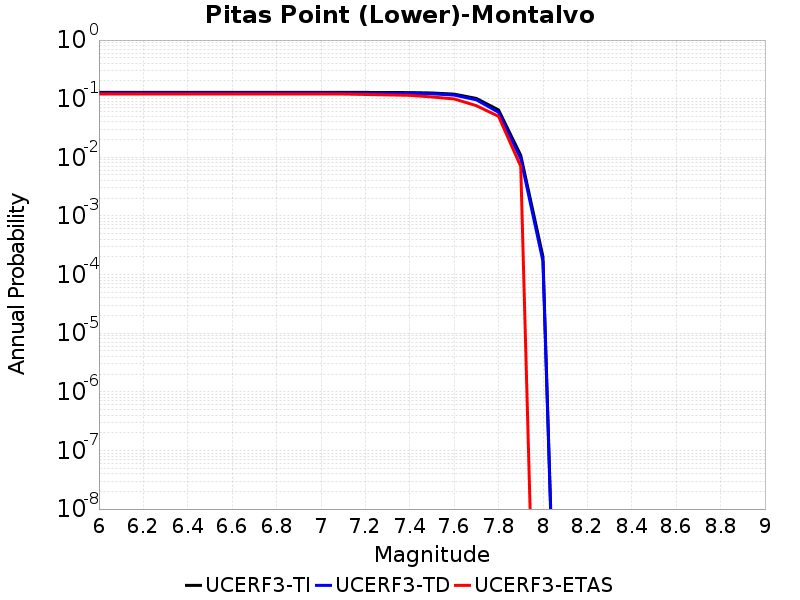 Pitas Point (Lower)-Montalvo
10^0
10^-1
10^-2
10^-3
10^-4
10^-5
10^-6
10^-7
10^-8
Annual Probability
6 6.2 6.4 6.6 6.8 7 7.2 7.4 7.6 7.8 8 8.2 8.4 8.6 8.8 9
Magnitude
UCERF3-TI UCERF3-TD UCERF3-ETAS